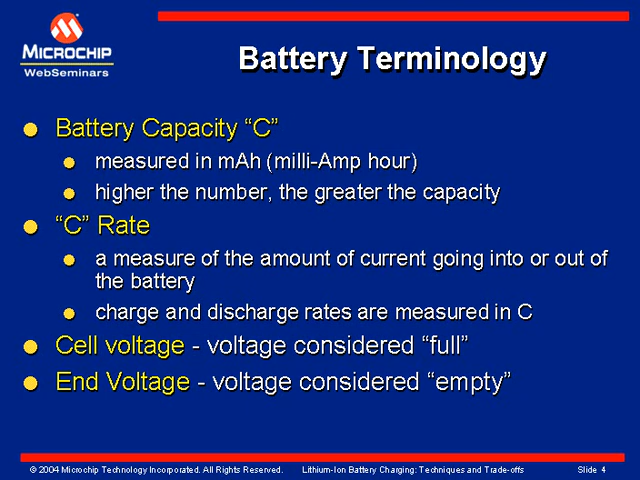 MICROCHIP
WebSeminars
Battery Terminology
Battery Capacity “C”
measured in mAh (milli-Amp hour)
higher the number, the greater the capacity
“C” Rate
a measure of the amount of current going into or out of
the battery
charge and discharge rates are measured in C
Cell voltage - voltage considered “full”
End Voltage - voltage considered “empty”
© 2004 Microchip Technology Incorporated. All Rights Reserved. Lithium-Ion Battery Charging: Techniques and Trade-offs Slide 4